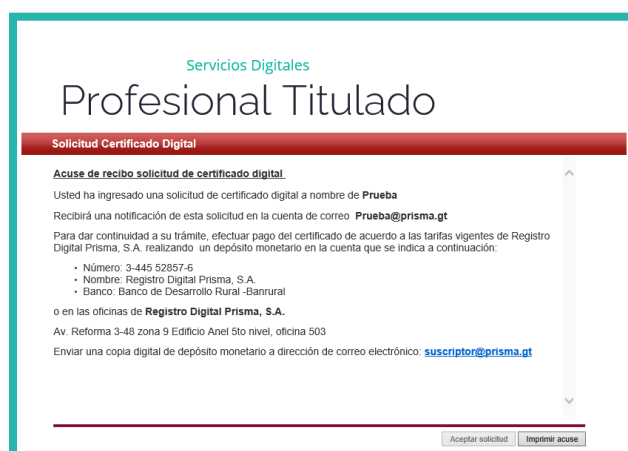 Servicios Digitales
Profesional Titulado
Solicitud Certificado Digital
Acuse de recibo solicitud de certificado digital
Usted ha ingresado una solicitud de certificado digital a nombre de Prueba
Recibirá una notificación de esta solicitud en la cuenta de correo Prueba@prisma.gt
Para dar continuidad a su trámite, efectuar pago del certificado de acuerdo a las tarifas vigentes de Registro
Digital Prisma, S.A. realizando un depósito monetario en la cuenta que se indica a continuación:
• Número: 3-445 52857-6
• Nombre: Registro Digital Prisma, S.A.
• Banco: Banco de Desarrollo Rural -Banrural
o en las oficinas de Registro Digital Prisma, S.A.
Av. Reforma 3-48 zona 9 Edificio Anel 5to nivel, oficina 503
Enviar una copia digital de depósito monetario a dirección de correo electrónico: suscriptor@prisma.gt
Aceptar solicitud Imprimir acuse